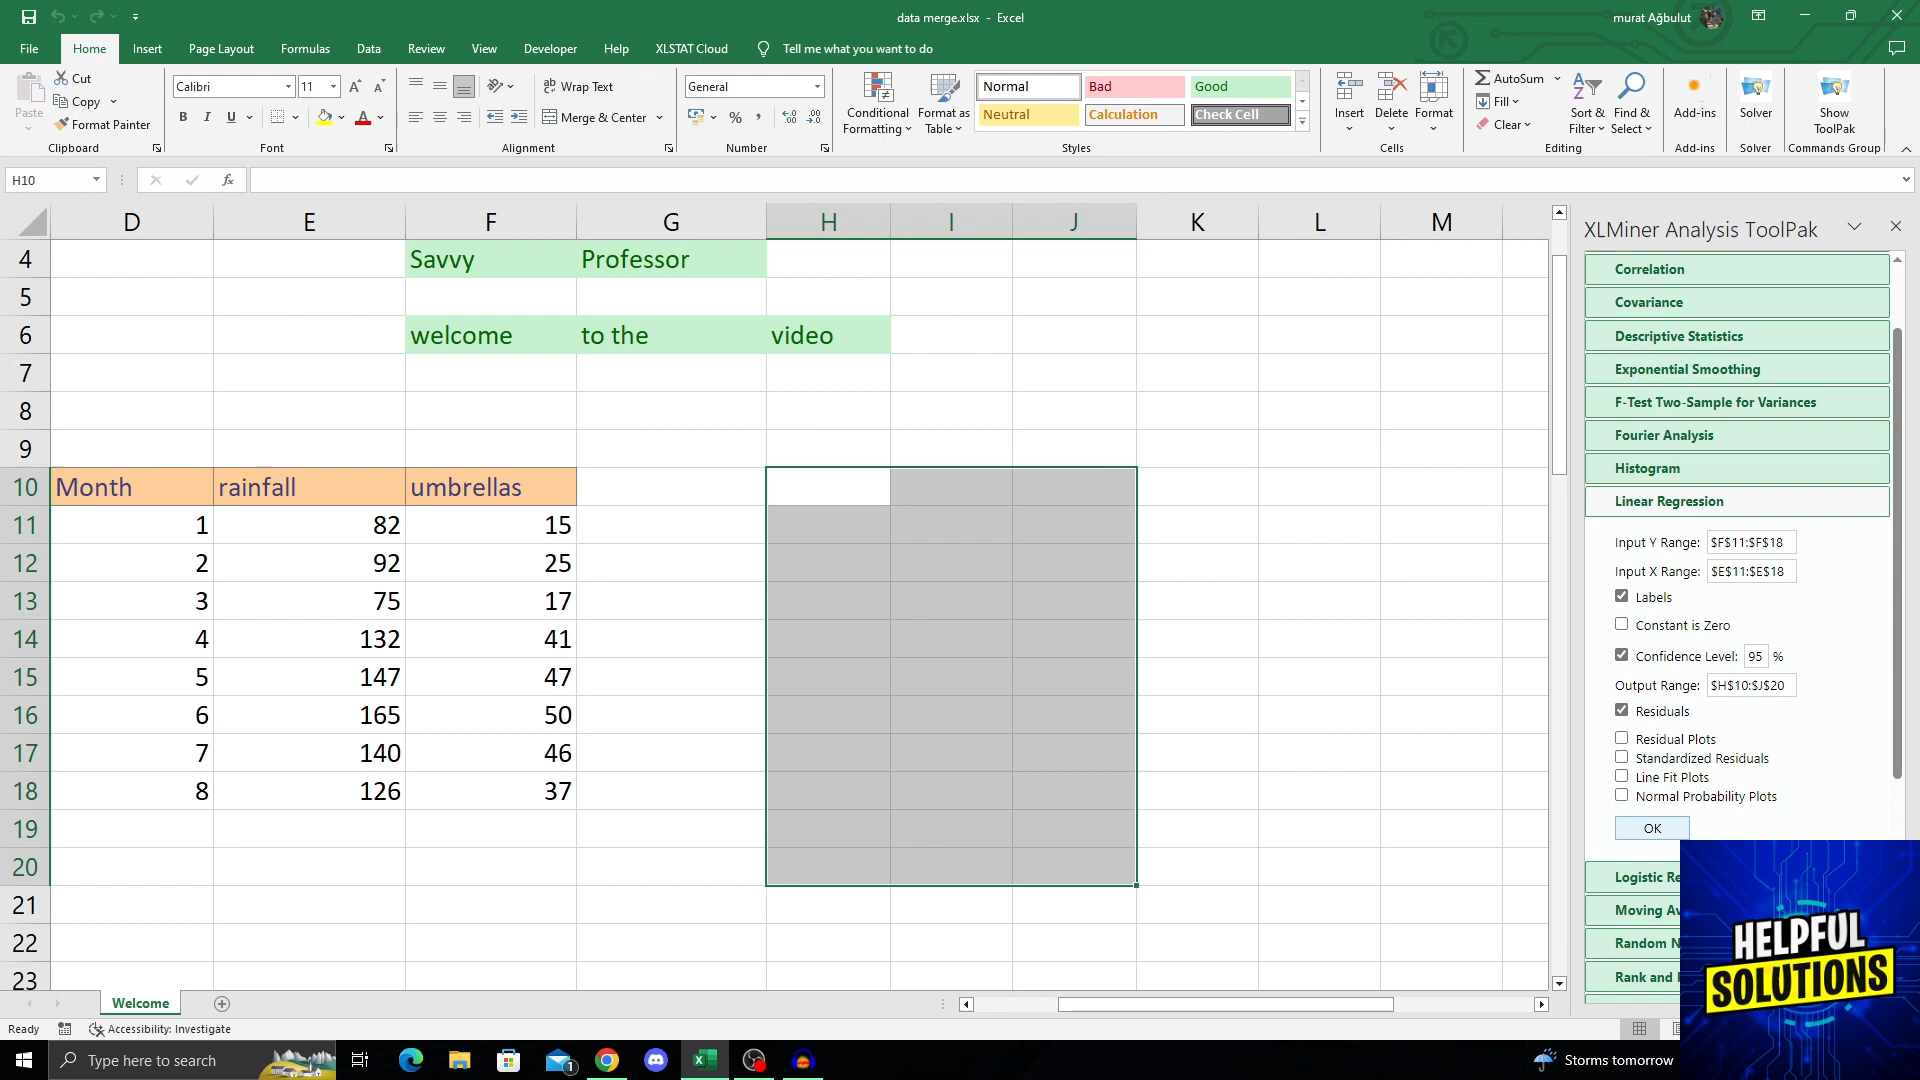 data merge.xlsx - Excel
murat Ağbulut
File Home Insert Page Layout Formulas Data Review View Developer Help XLSTAT Cloud Tell me what you want to do
Paste
Cut
Copy
Format Painter
Clipboard
Calibri 11
B I U
Font
Wrap Text
Merge & Center
Alignment
General
Number
Conditional Formatting
Format as Table
Normal Bad Good
Neutral Calculation Check Cell
Styles
Insert Delete Format
Cells
AutoSum
Fill
Clear
Sort & Filter
Find & Select
Editing
Add-ins
Add-ins
Solver
Solver
Show ToolPak
Commands Group
H10
fx
D E F G H I J K L M
4 Savvy Professor
5
6 welcome to the video
7
8
9
10 Month rainfall umbrellas
11 1 82 15
12 2 92 25
13 3 75 17
14 4 132 41
15 5 147 47
16 6 165 50
17 7 140 46
18 8 126 37
19
20
21
22
23
XLMiner Analysis ToolPak
Correlation
Covariance
Descriptive Statistics
Exponential Smoothing
F-Test Two-Sample for Variances
Fourier Analysis
Histogram
Linear Regression
Input Y Range: $F$11:$F$18
Input X Range: $E$11:$E$18
Labels
Constant is Zero
Confidence Level: 95 %
Output Range: $H$10:$J$20
Residuals
Residual Plots
Standardized Residuals
Line Fit Plots
Normal Probability Plots
OK
Logistic Re
Moving Av
Random N
Rank and
HELPFUL
SOLUTIONS
Welcome
Ready Accessibility: Investigate
Type here to search
1
Storms tomorrow